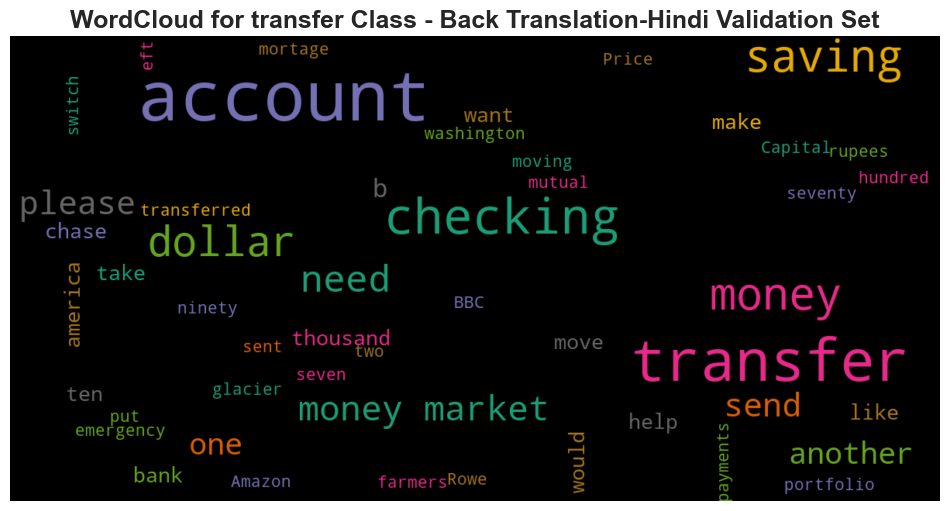 WordCloud for transfer Class - Back Translation-Hindi Validation Set
eft
mortage
Price
saving
switch
account
want
make
washington
Capital
rupees
moving
mutual
hundred
seventy
b
please
transferred
checking
chase
dollar
take
need
america
ninety
BBC
money
thousand
sent
two
move
transfer
seven
glacier
ten
put
money market
send
like
help
emergency
one
another
would
payments
bank
Amazon
farmers
Rowe
portfolio